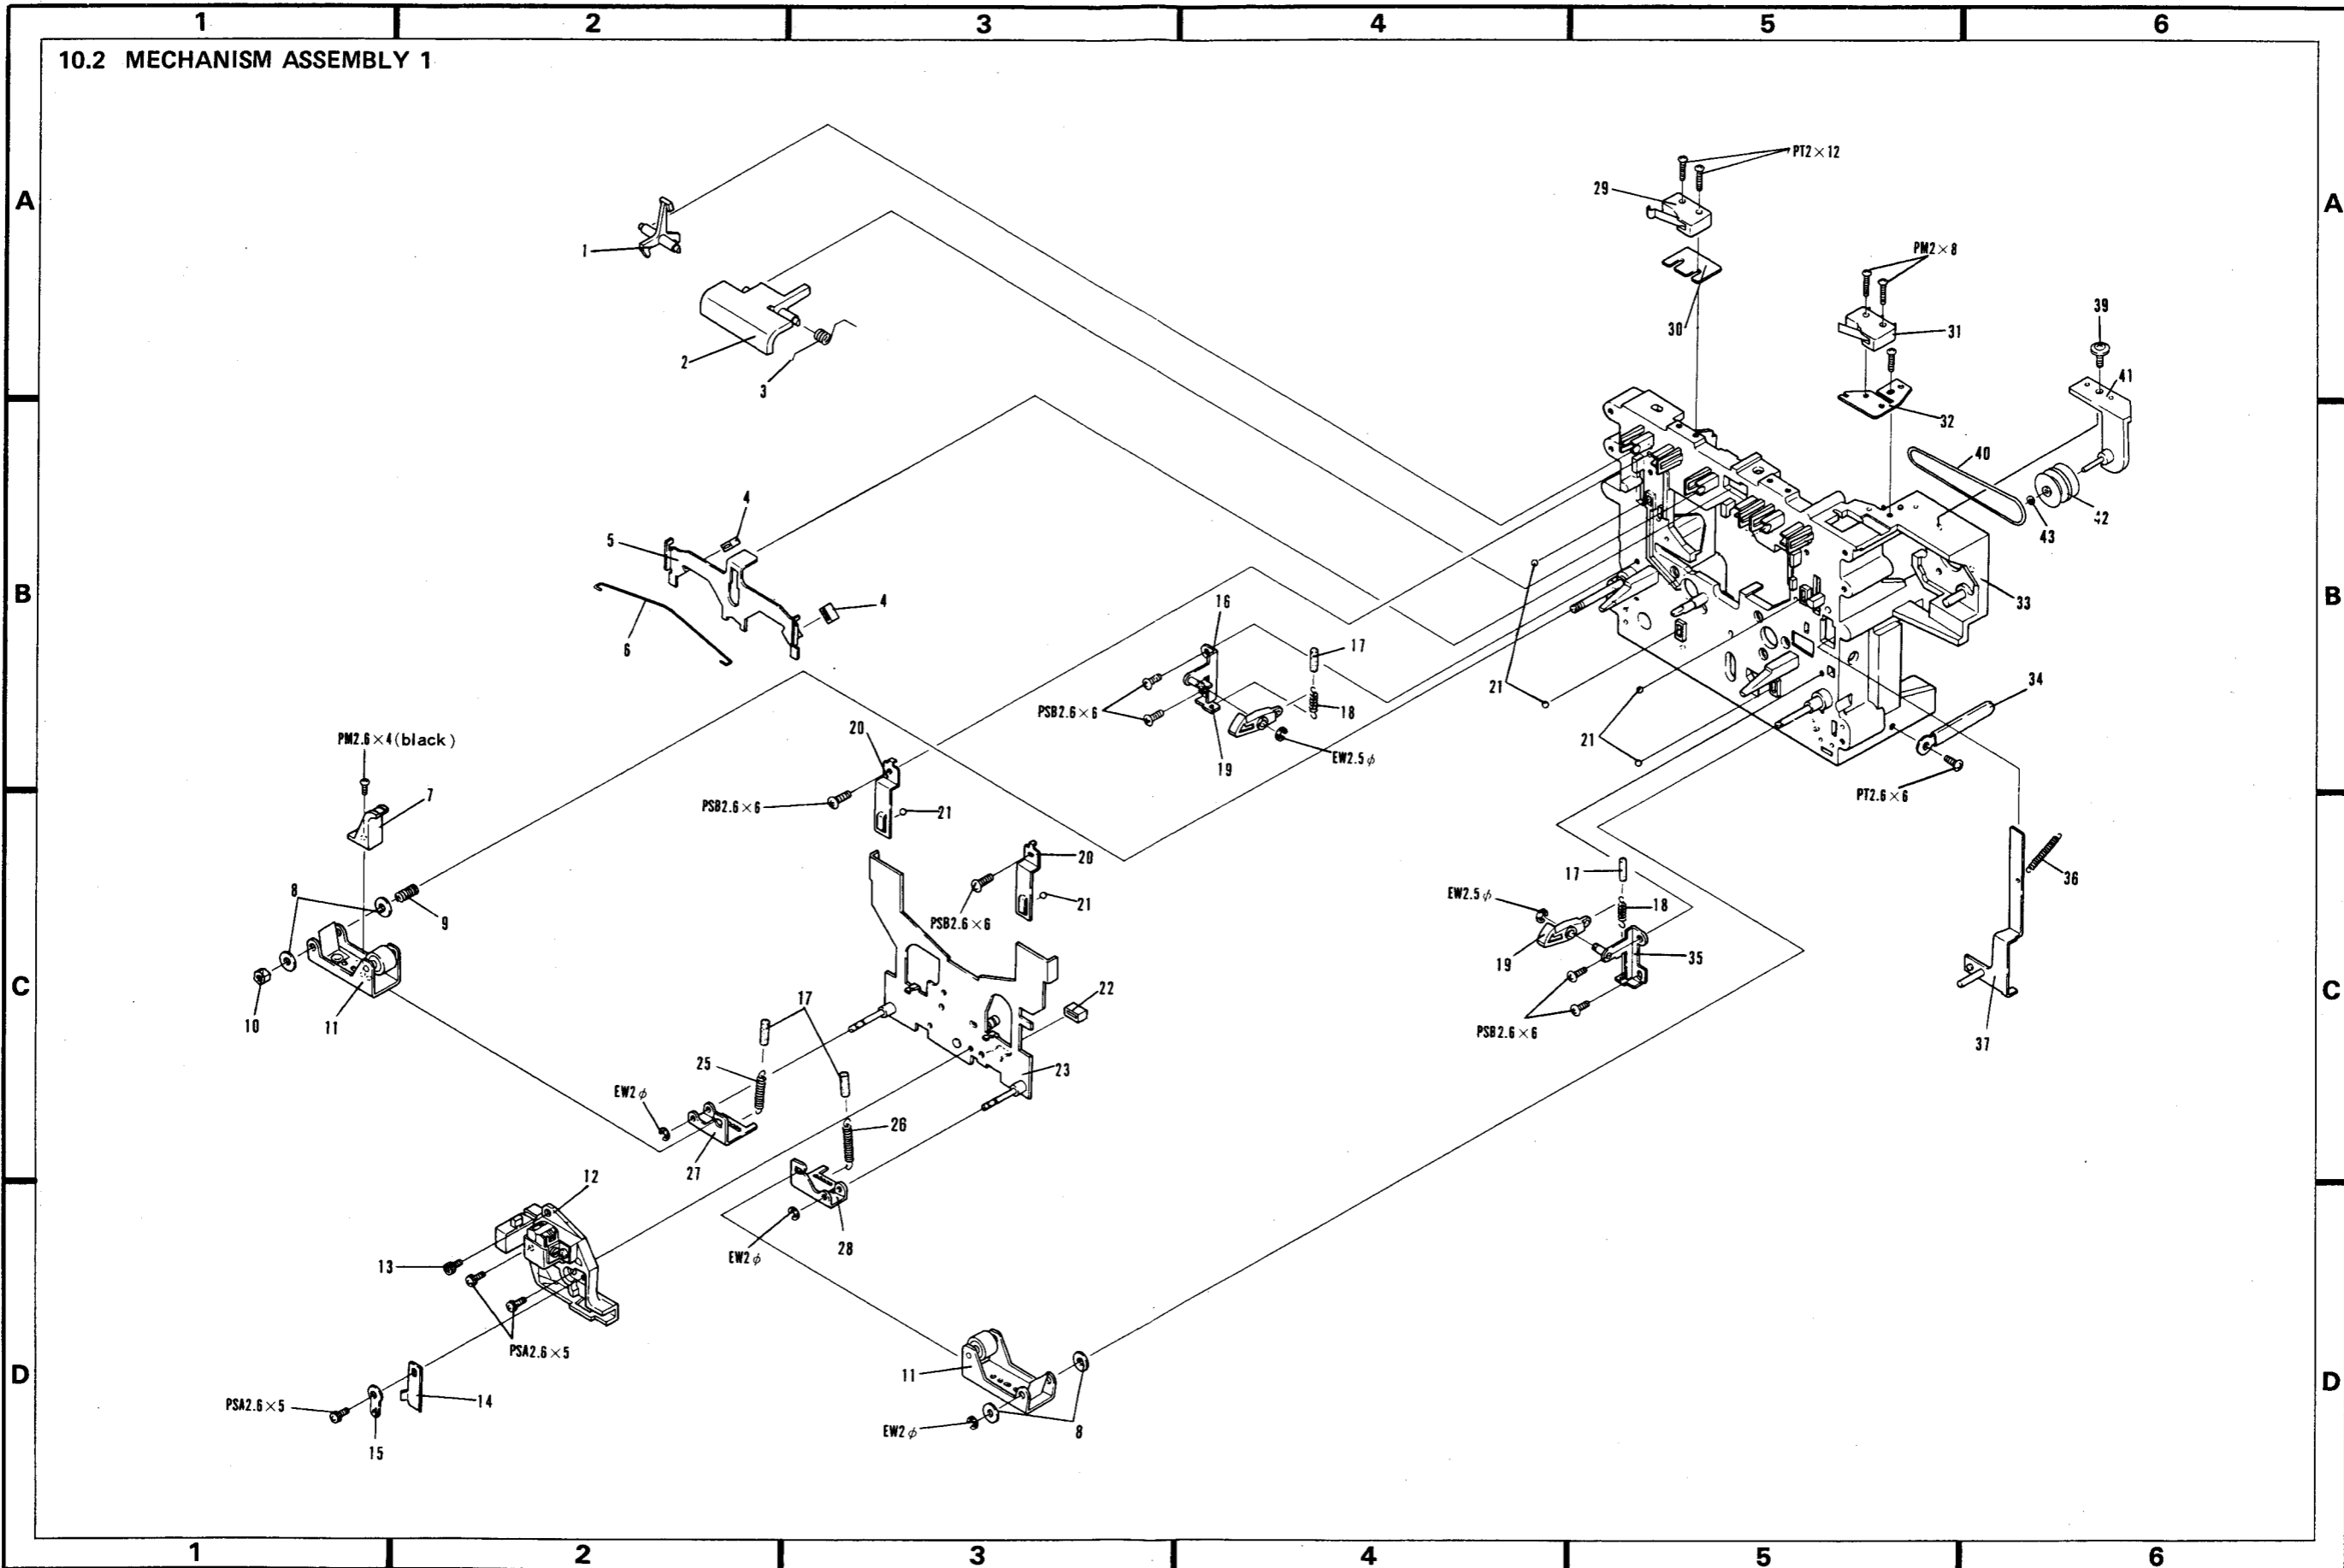 1 2 3 4 5 6
10.2 MECHANISM ASSEMBLY 1
PT2×12
A
29
A
1
PM2×8
30
39
31
2
3
41
32
40
4
5
42
43
B
4
16
33
B
6
17
21
34
PSB2.6×6
18
20
21
PM2.6×4(black)
EW2.5φ
19
7
PSB2.6×6
PT2.6×6
21
20
17
36
8
EW2.5φ
9
21
18
PSB2.6×6
19
35
C
C
22
17
10
11
PSB2.6×6
37
25
23
EW2φ
26
27
12
28
EW2φ
13
PSA2.6×5
11
D
D
14
PSA2.6×5
EW2φ
8
15
1 2 3 4 5 6